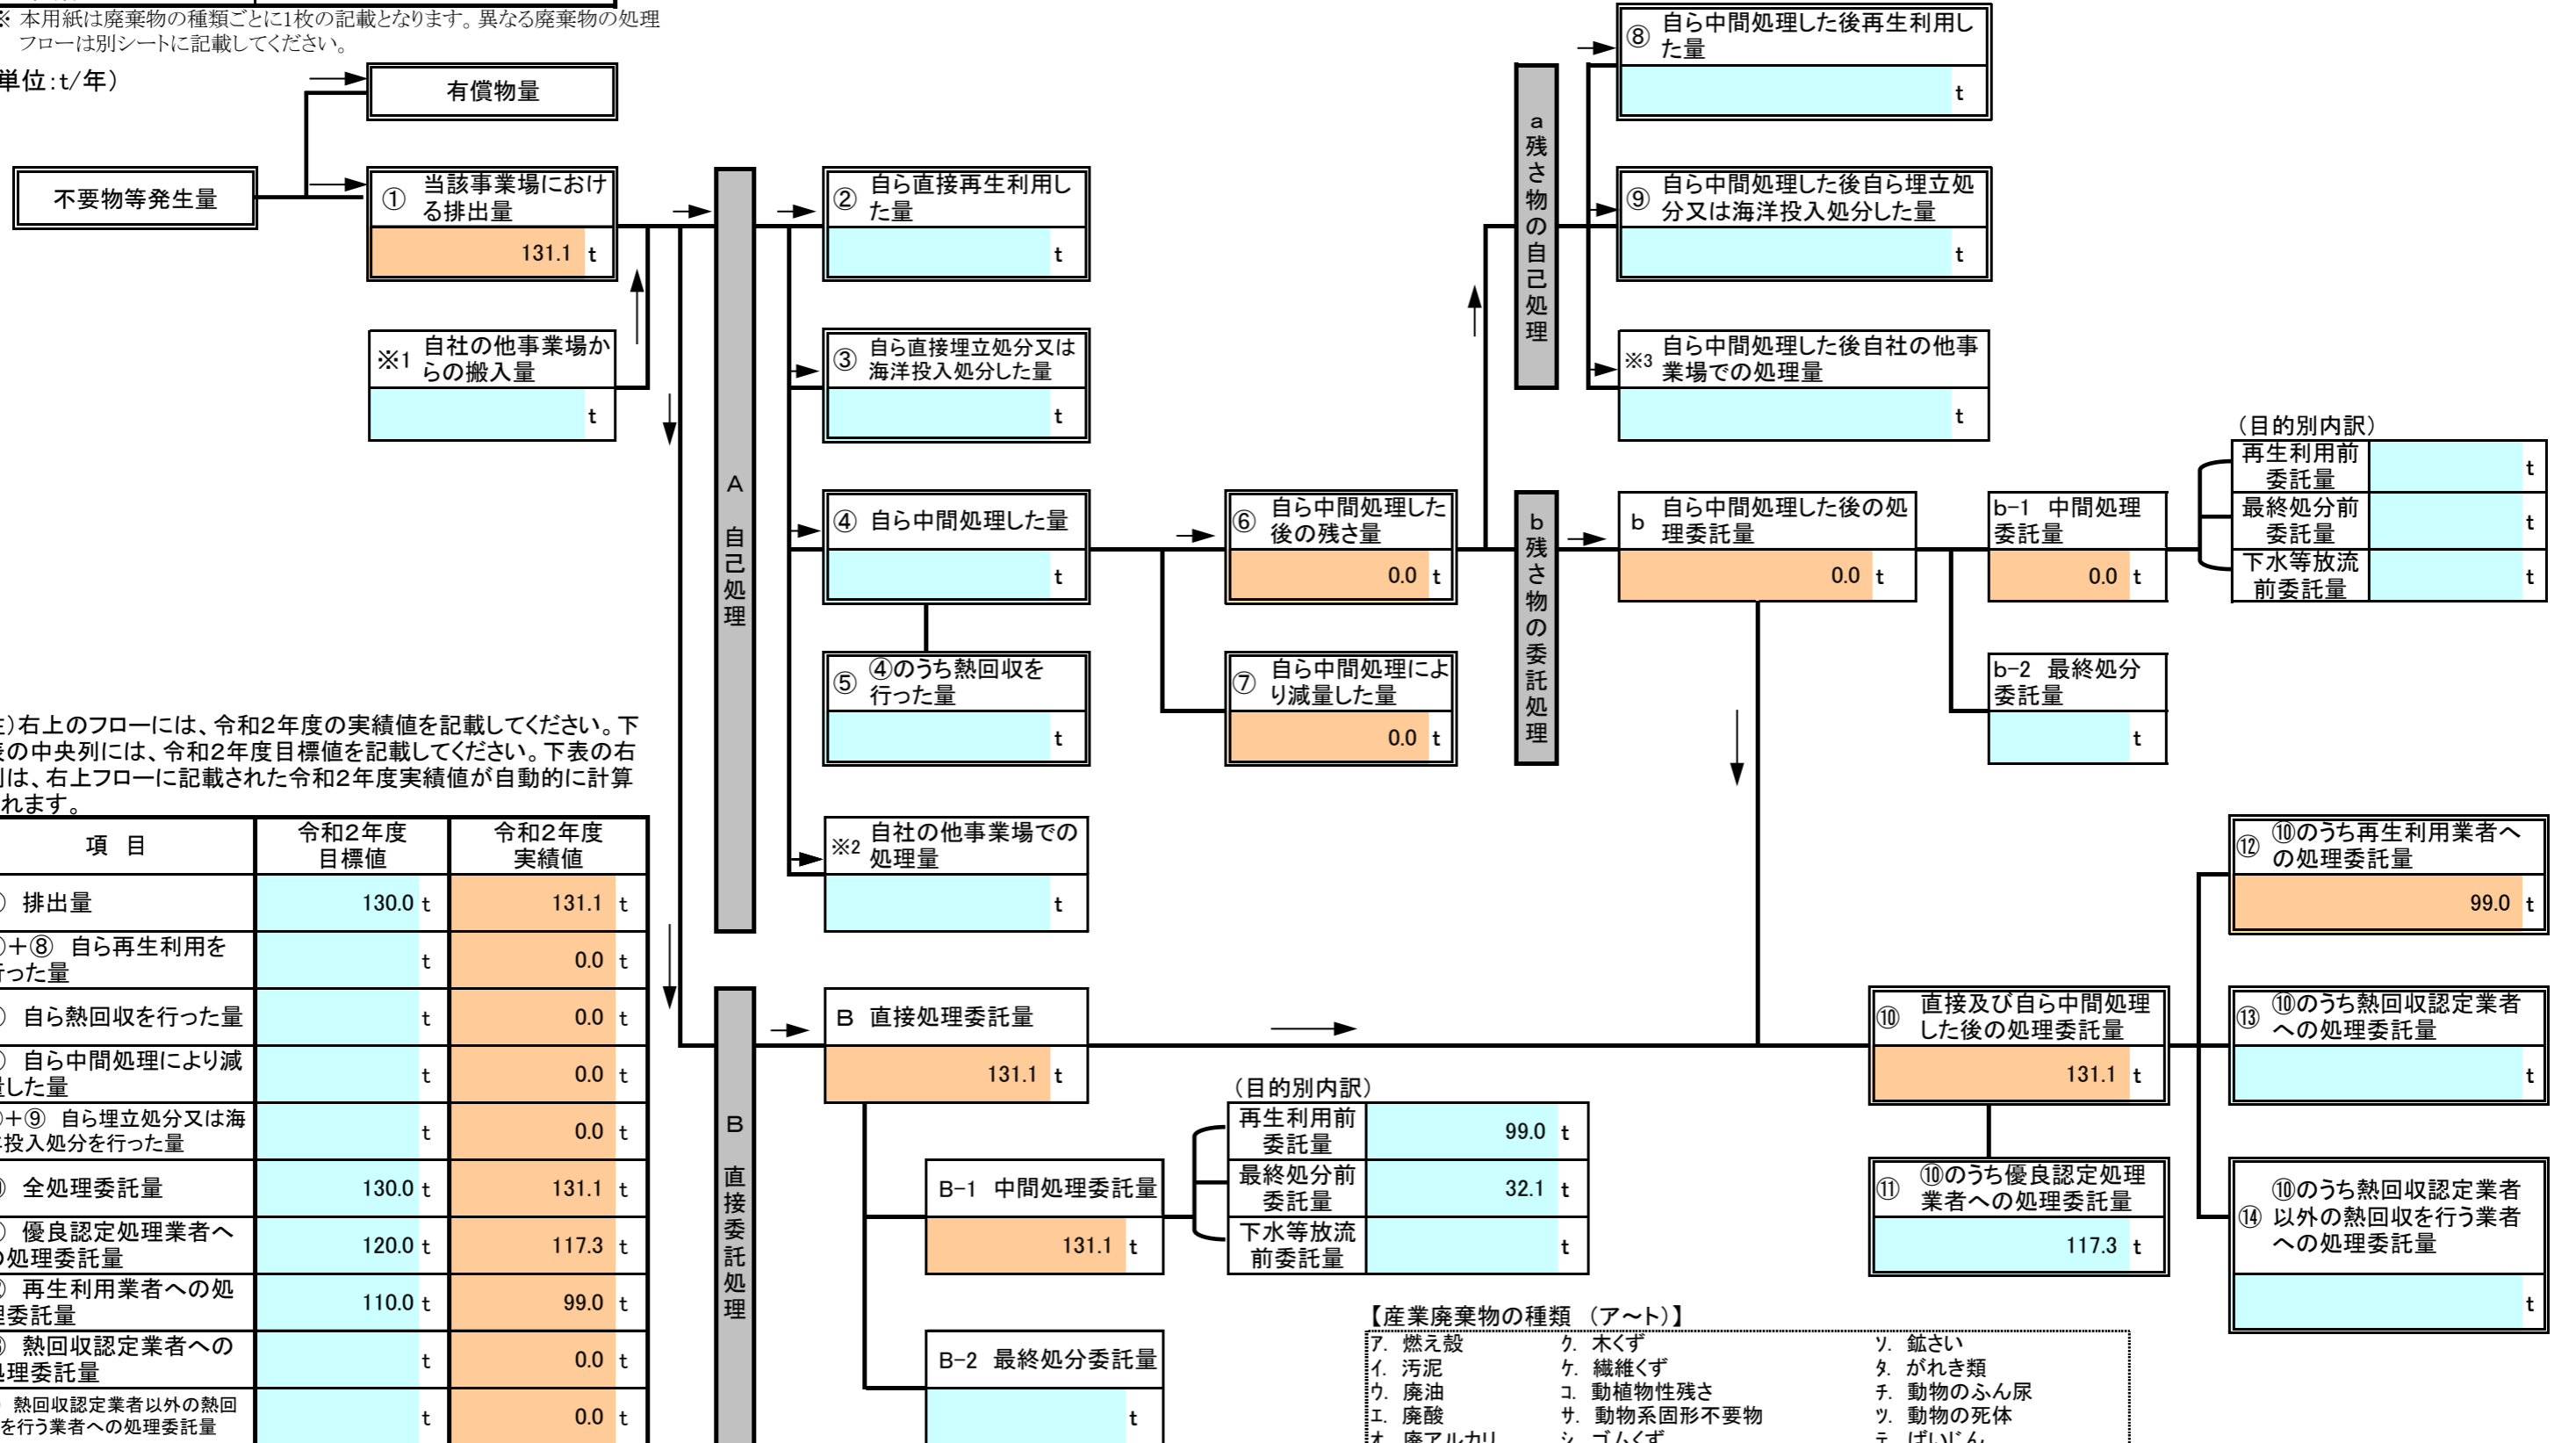 ※ 本用紙は廃棄物の種類ごとに1枚の記載となります。異なる廃棄物の処理
フローは別シートに記載してください。
単位:t/年)
有償物量
不要物等発生量
① 当該事業場におけ
る排出量
131.1 t
※1 自社の他事業場か
らの搬入量
t
A 自己処理
② 自ら直接再生利用し
た量
t
③ 自ら直接埋立処分又は
海洋投入処分した量
t
④ 自ら中間処理した量
t
⑤ ④のうち熱回収を
行った量
t
※2 自社の他事業場での
処理量
t
⑥ 自ら中間処理した
後の残さ量
0.0 t
⑦ 自ら中間処理によ
り減量した量
0.0 t
a残さ物の自己処理
⑧ 自ら中間処理した後再生利用し
た量
t
⑨ 自ら中間処理した後自ら埋立処
分又は海洋投入処分した量
t
※3 自ら中間処理した後自社の他事
業場での処理量
t
b残さ物の委託処理
b 自ら中間処理した後の処
理委託量
0.0 t
b-1 中間処理
委託量
0.0 t
b-2 最終処分
委託量
t
(目的別内訳)
再生利用前
委託量 t
最終処分前
委託量 t
下水等放流
前委託量 t
)右上のフローには、令和2年度の実績値を記載してください。下
の中央列には、令和2年度目標値を記載してください。下表の右
は、右上フローに記載された令和2年度実績値が自動的に計算
れます。
項 目 令和2年度
目標値 令和2年度
実績値
排出量 130.0 t 131.1 t
+⑧ 自ら再生利用を
った量 t 0.0 t
自ら熱回収を行った量 t 0.0 t
自ら中間処理により減
した量 t 0.0 t
+⑨ 自ら埋立処分又は海
投入処分を行った量 t 0.0 t
全処理委託量 130.0 t 131.1 t
優良認定処理業者へ
処理委託量 120.0 t 117.3 t
再生利用業者への処
委託量 110.0 t 99.0 t
熱回収認定業者への
理委託量 t 0.0 t
熱回収認定業者以外の熱回
を行う業者への処理委託量 t 0.0 t
B 直接委託処理
B 直接処理委託量
131.1 t
B-1 中間処理委託量
131.1 t
B-2 最終処分委託量
t
(目的別内訳)
再生利用前
委託量 99.0 t
最終処分前
委託量 32.1 t
下水等放流
前委託量 t
⑩ 直接及び自ら中間処理
した後の処理委託量
131.1 t
⑪ ⑩のうち優良認定処理
業者への処理委託量
117.3 t
⑫ ⑩のうち再生利用業者へ
の処理委託量
99.0 t
⑬ ⑩のうち熱回収認定業者
への処理委託量
t
⑭ ⑩のうち熱回収認定業者
以外の熱回収を行う業者
への処理委託量
t
【産業廃棄物の種類 (ア~ト)】
ア. 燃え殻 ク. 木くず ソ. 鉱さい
イ. 汚泥 ケ. 繊維くず タ. がれき類
ウ. 廃油 コ. 動植物性残さ チ. 動物のふん尿
エ. 廃酸 サ. 動物系固形不要物 ツ. 動物の死体
オ. 廃アルカリ シ. ゴムくず テ. ばいじん